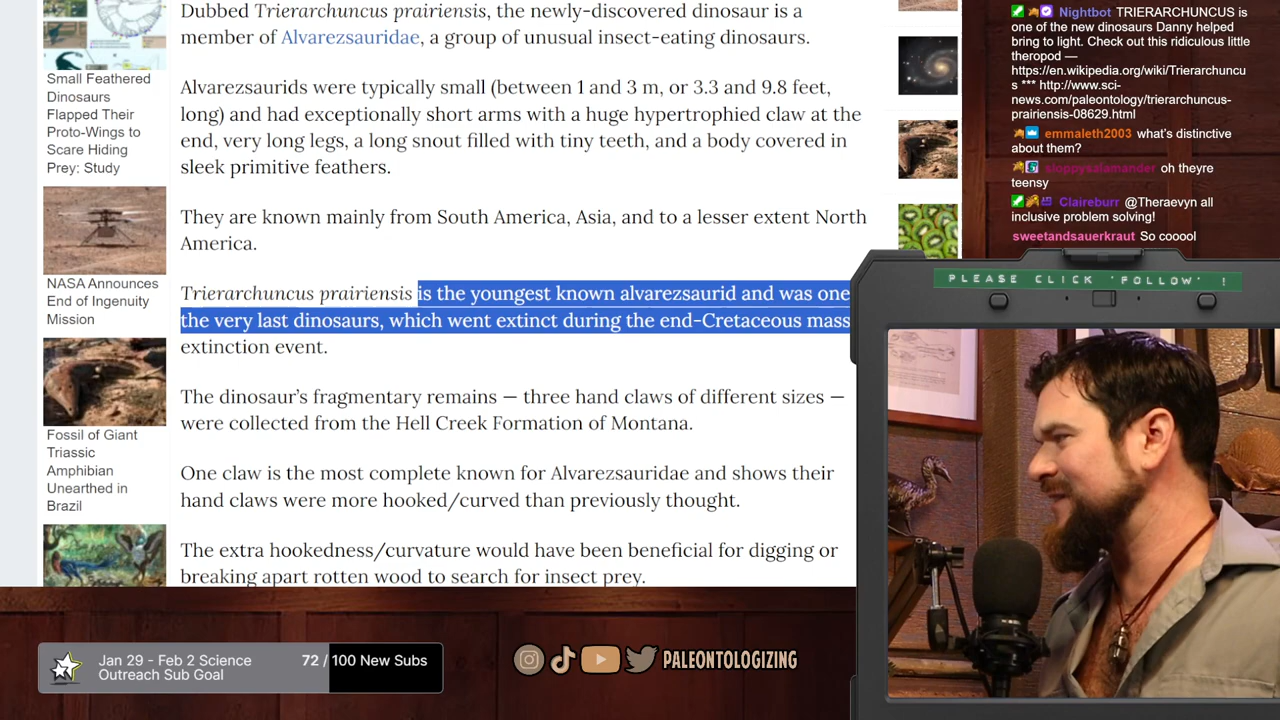 Dubbed Trierarchuncus prairiensis, the newly-discovered dinosaur is a
member of Alvarezsauridae, a group of unusual insect-eating dinosaurs.
Alvarezsaurids were typically small (between 1 and 3 m, or 3.3 and 9.8 feet,
long) and had exceptionally short arms with a huge hypertrophied claw at the
end, very long legs, a long snout filled with tiny teeth, and a body covered in
sleek primitive feathers.
They are known mainly from South America, Asia, and to a lesser extent North
America.
Trierarchuncus prairiensis is the youngest known alvarezsaurid and was one
the very last dinosaurs, which went extinct during the end-Cretaceous mass
extinction event.
The dinosaur’s fragmentary remains — three hand claws of different sizes —
were collected from the Hell Creek Formation of Montana.
One claw is the most complete known for Alvarezsauridae and shows their
hand claws were more hooked/curved than previously thought.
The extra hookedness/curvature would have been beneficial for digging or
breaking apart rotten wood to search for insect prey.
Small Feathered
Dinosaurs
Flapped Their
Proto-Wings to
Scare Hiding
Prey: Study
NASA Announces
End of Ingenuity
Mission
Fossil of Giant
Triassic
Amphibian
Unearthed in
Brazil
Nightbot TRIERARCHUNCUS is
one of the new dinosaurs Danny helped
bring to light. Check out this ridiculous little
theropod —
https://en.wikipedia.org/wiki/Trierarchuncu
s *** http://www.sci-
news.com/paleontology/trierarchuncus-
prairiensis-08629.html
emmaleth2003 what's distinctive
about them?
sloppysalamander oh theyre
teensy
Claireburr @Theraevyn all
inclusive problem solving!
sweetandsauerkraut So cooool
PLEASE CLICK 'FOLLOW' !
Jan 29 - Feb 2 Science
Outreach Sub Goal
72 / 100 New Subs
PALEONTOLOGIZING